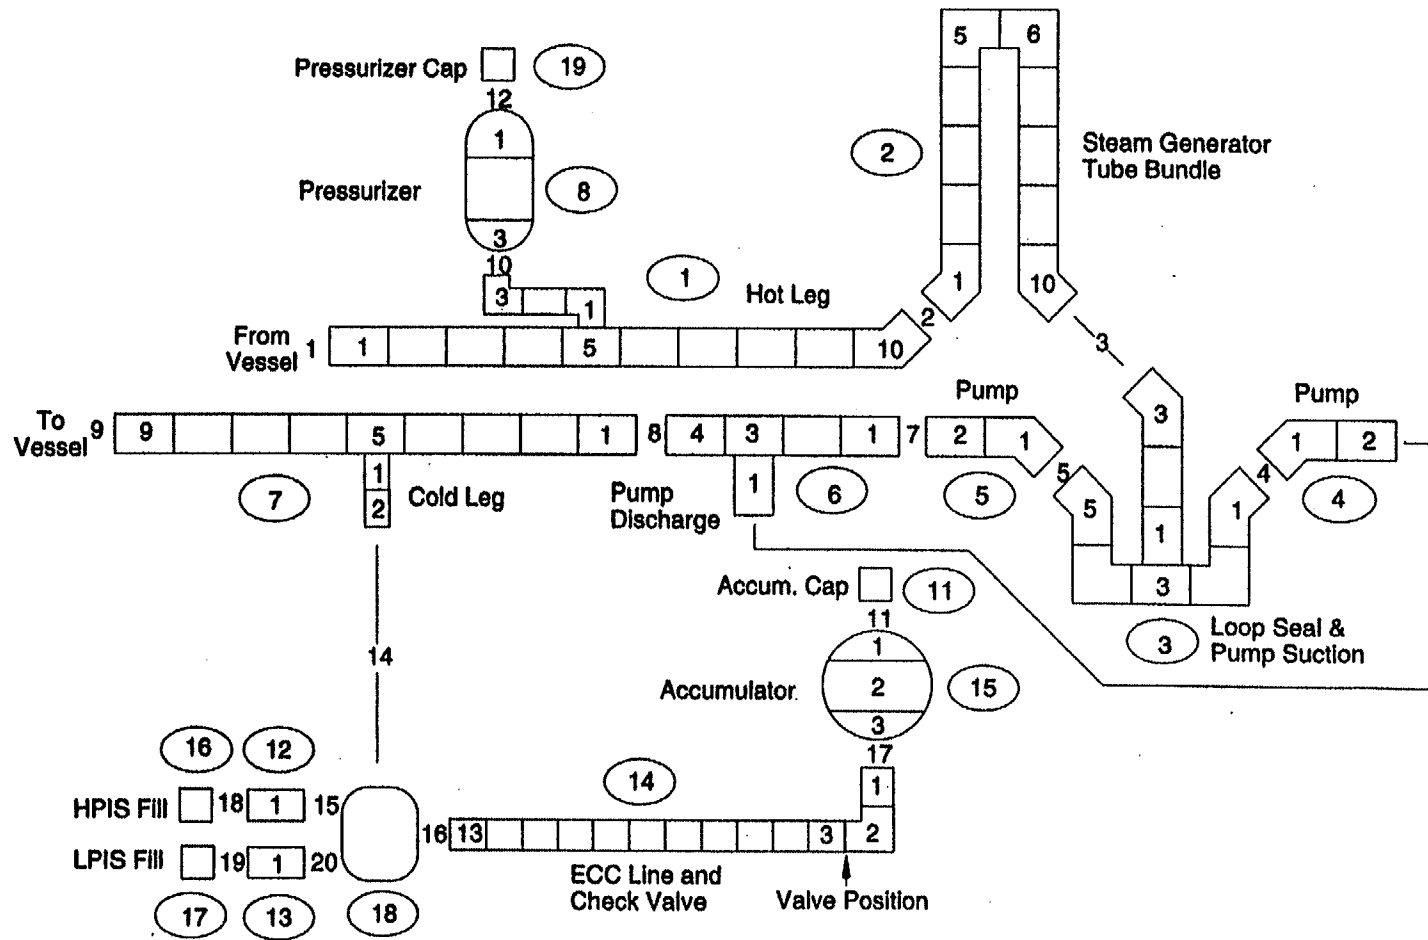 5 6
Pressurizer Cap 19
12
1
2
Steam Generator
Tube Bundle
Pressurizer 8
3
10
1
1 10
3 1
Hot Leg
2
3
From
Vessel 1 1 5 10
Pump
Pump
3
To
Vessel 9 9 5 1 8 4 3 1 7 2 1
1 2
5 4
1
2
Cold Leg
7
1
Pump
Discharge
6
5
5
1
1
4
Accum. Cap 11
3
11
Loop Seal &
Pump Suction
3
14
1
Accumulator 2 15
3
16 12
17
14
1
HPIS Fill 18 1 15
16 13 3 2
LPIS Fill 19 1 20
ECC Line and
Check Valve
Valve Position
17 13 18